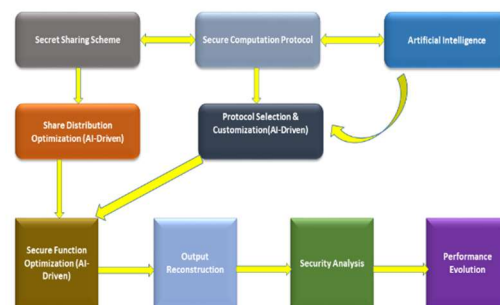 Secret Sharing Scheme
Secure Computation Protocol
Artificial Intelligence
Share Distribution
Optimization (AI-Driven)
Protocol Selection &
Customization(AI-Driven)
Secure Function
Optimization (AI-
Driven)
Output
Reconstruction
Security Analysis
Performance
Evolution